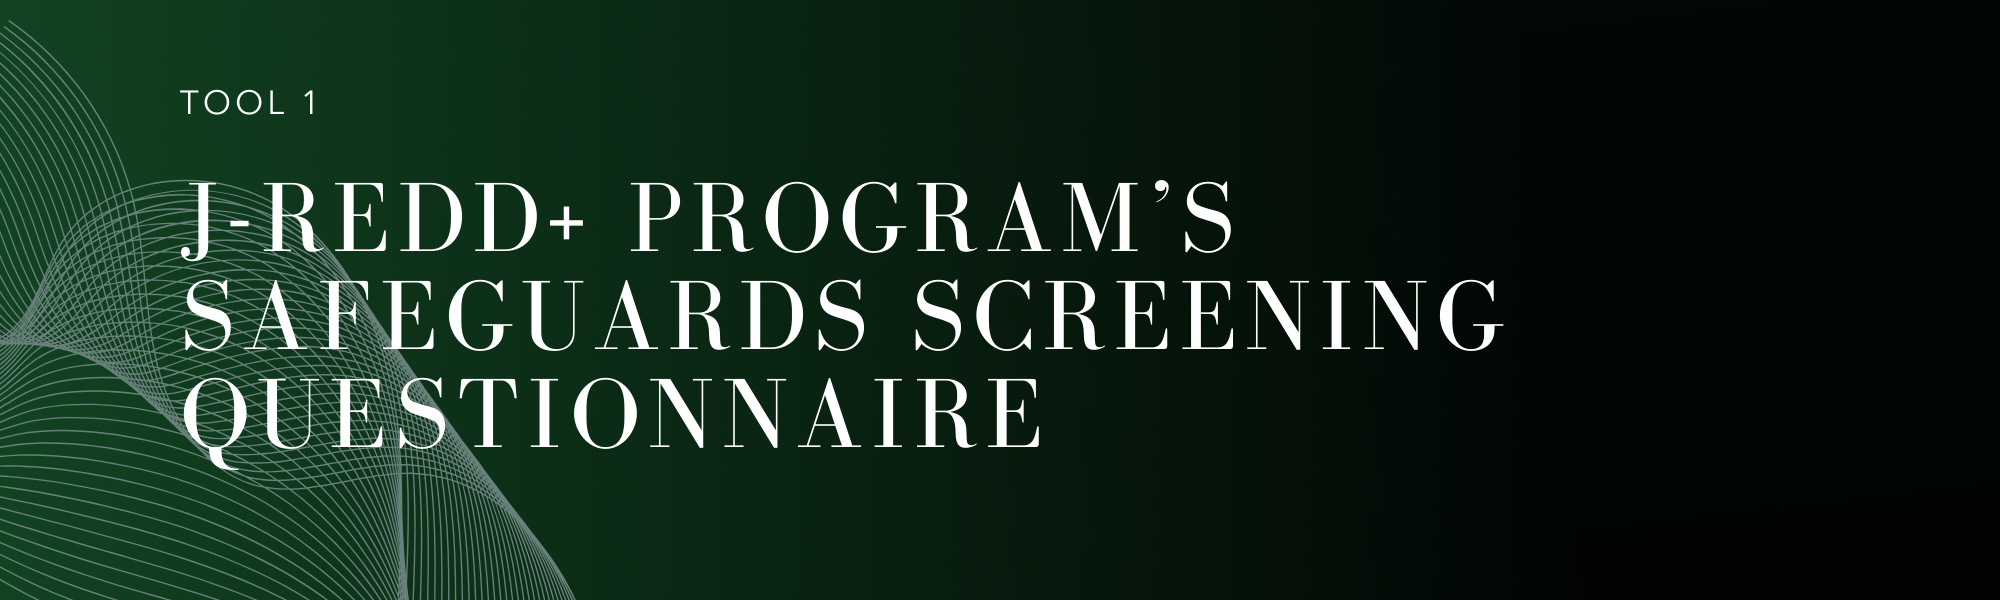 TOOL 1
J-REDD+ PROGRAM’S
SAFEGUARDS SCREENING
QUESTIONNAIRE